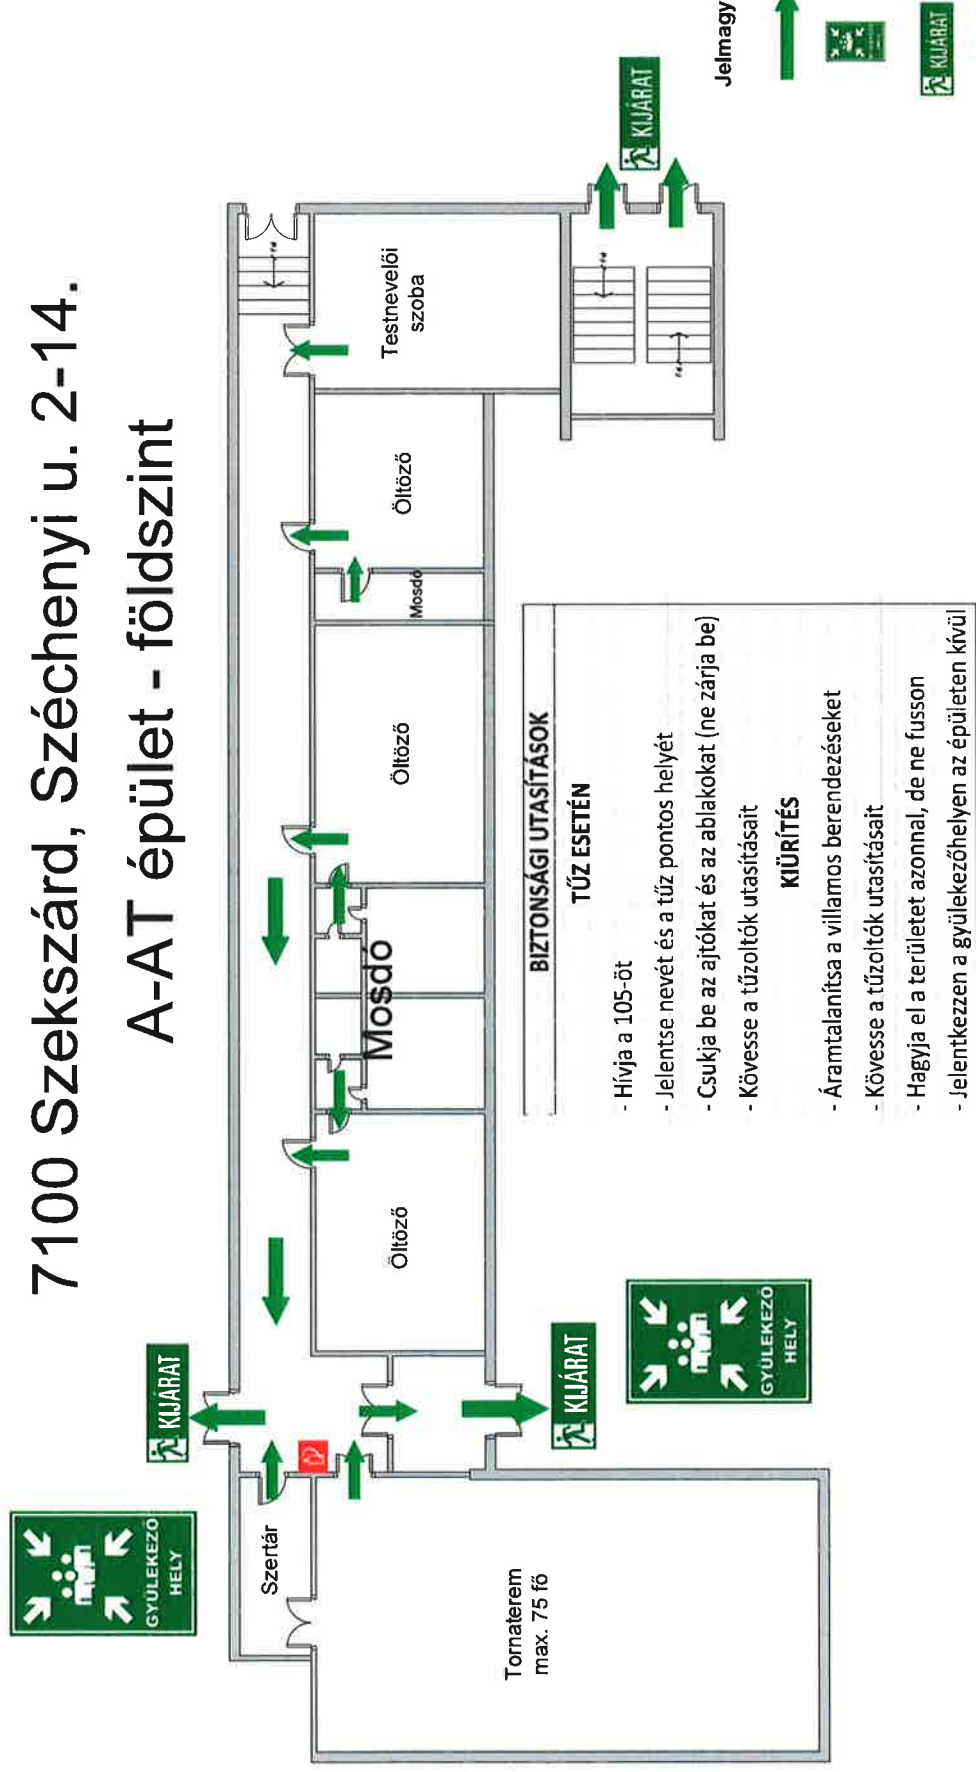 7100 Szekszárd, Széchenyi u. 2-14.
A-AT épület - földszint
GYÜLEKEZŐ
HELY
KIJÁRAT
Szertár
Tornaterem
max. 75 fő
Öltöző
Mosdó
Öltöző
Mosdó
Öltöző
Testnevelői
szoba
KIJÁRAT
GYÜLEKEZŐ
HELY
KIJÁRAT
BIZTONSÁGI UTASÍTÁSOK
TŰZ ESETÉN
- Hívja a 105-öt
- Jelentse nevét és a tűz pontos helyét
- Csukja be az ajtókat és az ablakokat (ne zárja be)
- Kövesse a tűzoltók utasításait
KIÜRÍTÉS
- Áramtalanítsa a villamos berendezéseket
- Kövesse a tűzoltók utasításait
- Hagyja el a területet azonnal, de ne fusson
- Jelentkezzen a gyülekezőhelyen az épületen kívül
Jelmagy
KIJÁRAT